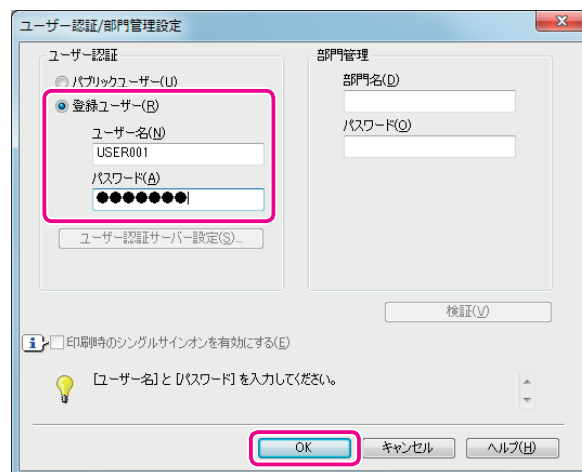 ユーザー認証/部門管理設定
ユーザー認証
パブリックユーザー(U)
登録ユーザー(R)
ユーザー名(N)
USER001
パスワード(A)
●●●●●●●
ユーザー認証サーバー設定(S)...
部門管理
部門名(D)
パスワード(O)
検証(V)
印刷時のシングルサインオンを有効にする(E)
[ユーザー名]と[パスワード]を入力してください。
OK
キャンセル
ヘルプ(H)